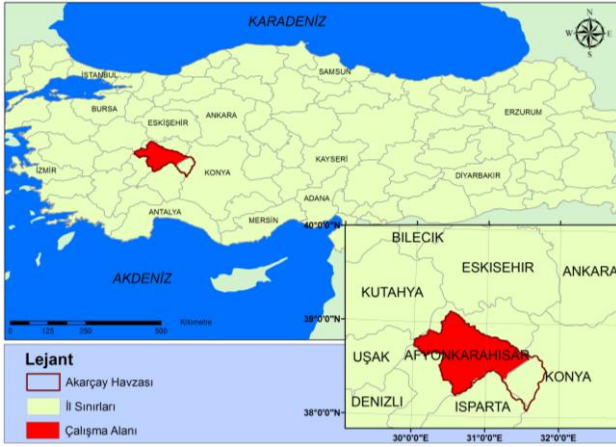 KARADENİZ
N
W E
S
İSTANBUL
SAMSUN
BURSA
ESKİŞEHİR
ANKARA
ERZURUM
İZMİR
KONYA
KAYSERİ
DİYARBAKIR
ADANA
ANTALYA
MERSİN
AKDENİZ
0 125 250 500
Kilometre
40°0'0"N
BILECIK
ESKISEHIR
ANKARA
KUTAHYA
39°0'0"N
UŞAK
AFYONKARAHISAR
KONYA
DENIZLI
ISPARTA
38°0'0"N
30°0'0"E 31°0'0"E 32°0'0"E
Lejant
Akarçay Havzası
İl Sınırları
Çalışma Alanı